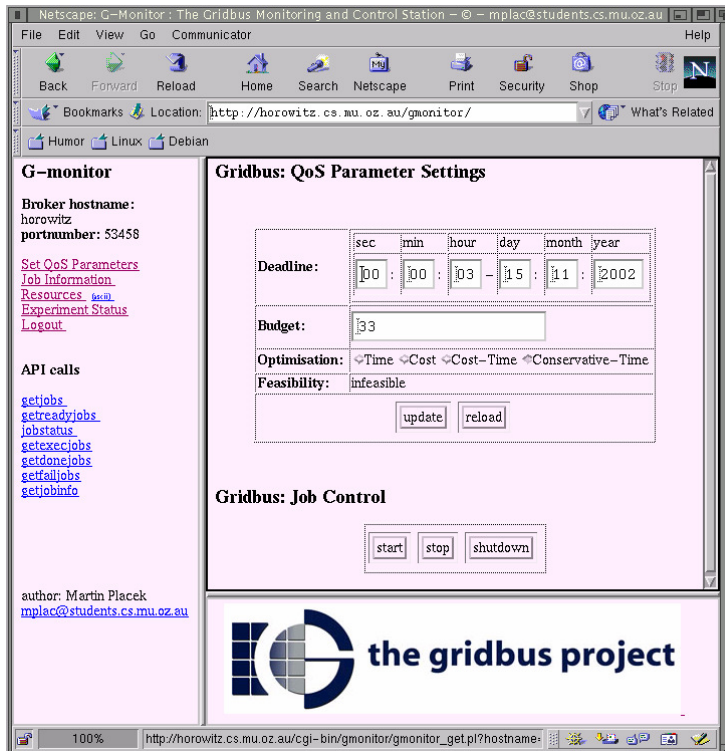 Netscape: G-Monitor : The Gridbus Monitoring and Control Station - © - mplac@students.cs.mu.oz.au
File Edit View Go Communicator Help
Back Forward Reload Home Search Netscape Print Security Shop Stop
My
N
Bookmarks Location: http://horowitz.cs.mu.oz.au/gmonitor/ What's Related
Humor Linux Debian
G-monitor
Broker hostname:
horowitz
portnumber: 53458
Set QoS Parameters
Job Information
Resources (ascii)
Experiment Status
Logout
API calls
getjobs
getreadyjobs
jobstatus
getexecjobs
getdonejobs
getfailjobs
getjobinfo
author: Martin Placek
mplac@students.cs.mu.oz.au
Gridbus: QoS Parameter Settings
sec min hour day month year
Deadline: 00 : 00 : 03 - 15 : 11 : 2002
Budget: 33
Optimisation: Time Cost Cost-Time Conservative-Time
Feasibility: infeasible
update reload
Gridbus: Job Control
start stop shutdown
G the gridbus project
100% http://horowitz.cs.mu.oz.au/cgi-bin/gmonitor/gmonitor_get.pl?hostname=